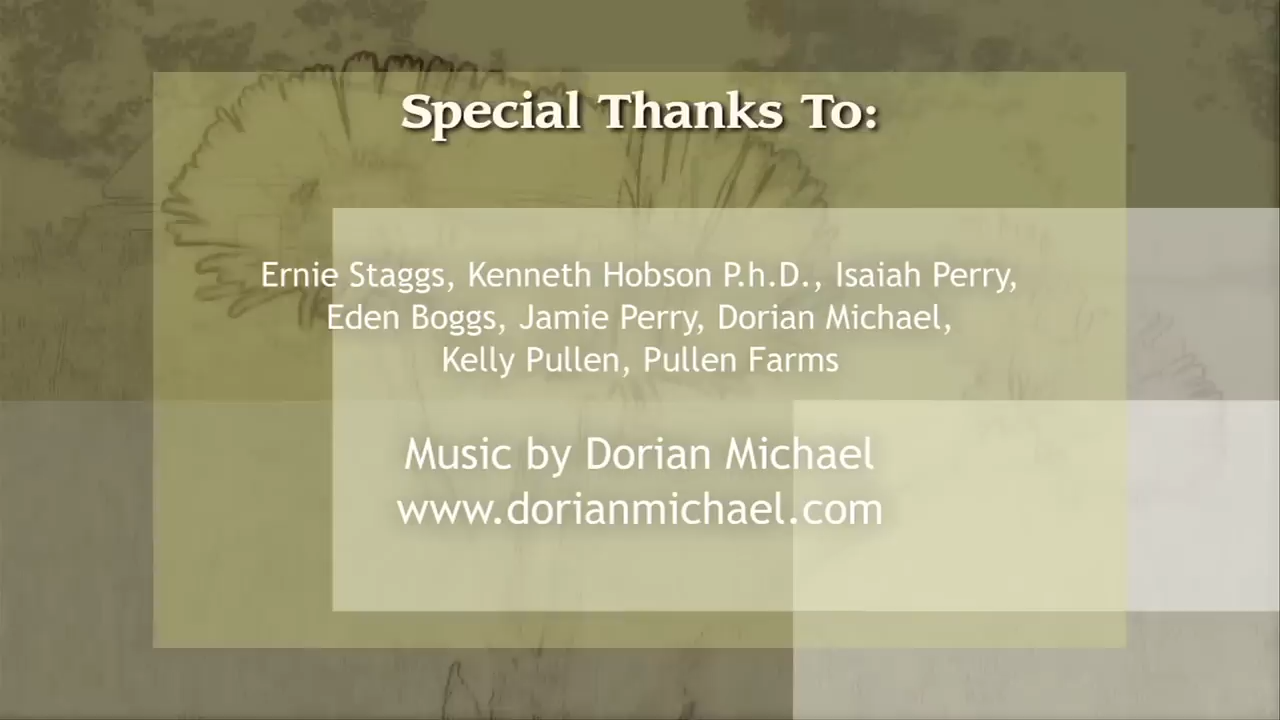 Special Thanks To:
Ernie Staggs, Kenneth Hobson P.h.D., Isaiah Perry,
Eden Boggs, Jamie Perry, Dorian Michael,
Kelly Pullen, Pullen Farms
Music by Dorian Michael
www.dorianmichael.com